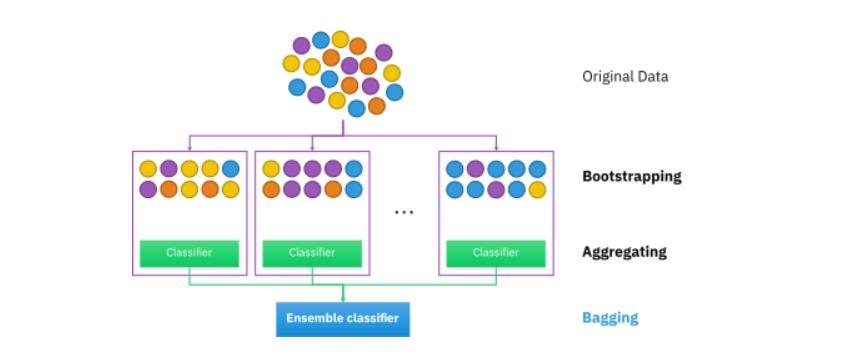 Original Data
Bootstrapping
...
Classifier
Classifier
Classifier
Aggregating
Ensemble classifier
Bagging